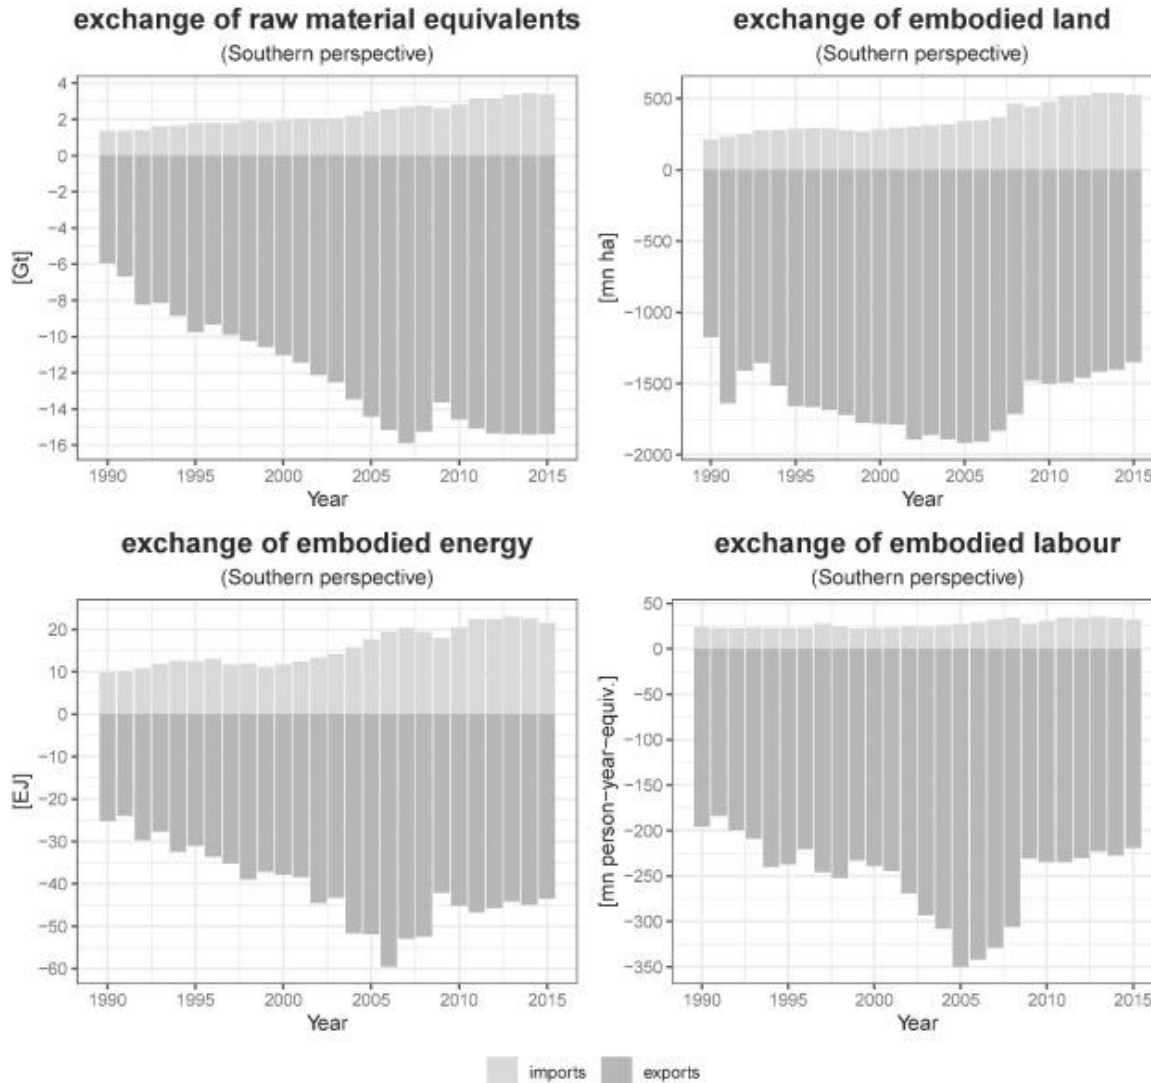 exchange of raw material equivalents
(Southern perspective)
[Gt]
4
2
0
−2
−4
−6
−8
−10
−12
−14
−16
1990 1995 2000 2005 2010 2015
Year
exchange of embodied land
(Southern perspective)
[mn ha]
500
0
−500
−1000
−1500
−2000
1990 1995 2000 2005 2010 2015
Year
exchange of embodied energy
(Southern perspective)
[EJ]
20
10
0
−10
−20
−30
−40
−50
−60
1990 1995 2000 2005 2010 2015
Year
exchange of embodied labour
(Southern perspective)
[mn person−year−equiv.]
50
0
−50
−100
−150
−200
−250
−300
−350
1990 1995 2000 2005 2010 2015
Year
imports exports